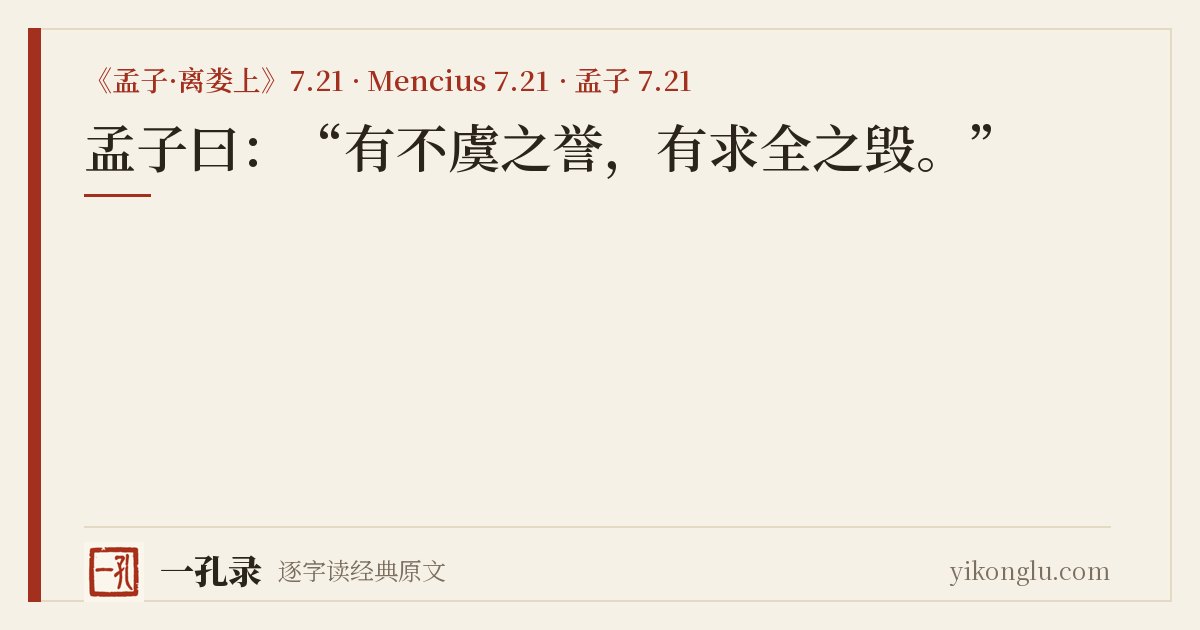 《孟子·离娄上》7.21 · Mencius 7.21 · 孟子 7.21
孟子曰：“有不虞之誉，有求全之毁。”
一孔
一孔录 逐字读经典原文
yikonglu.com